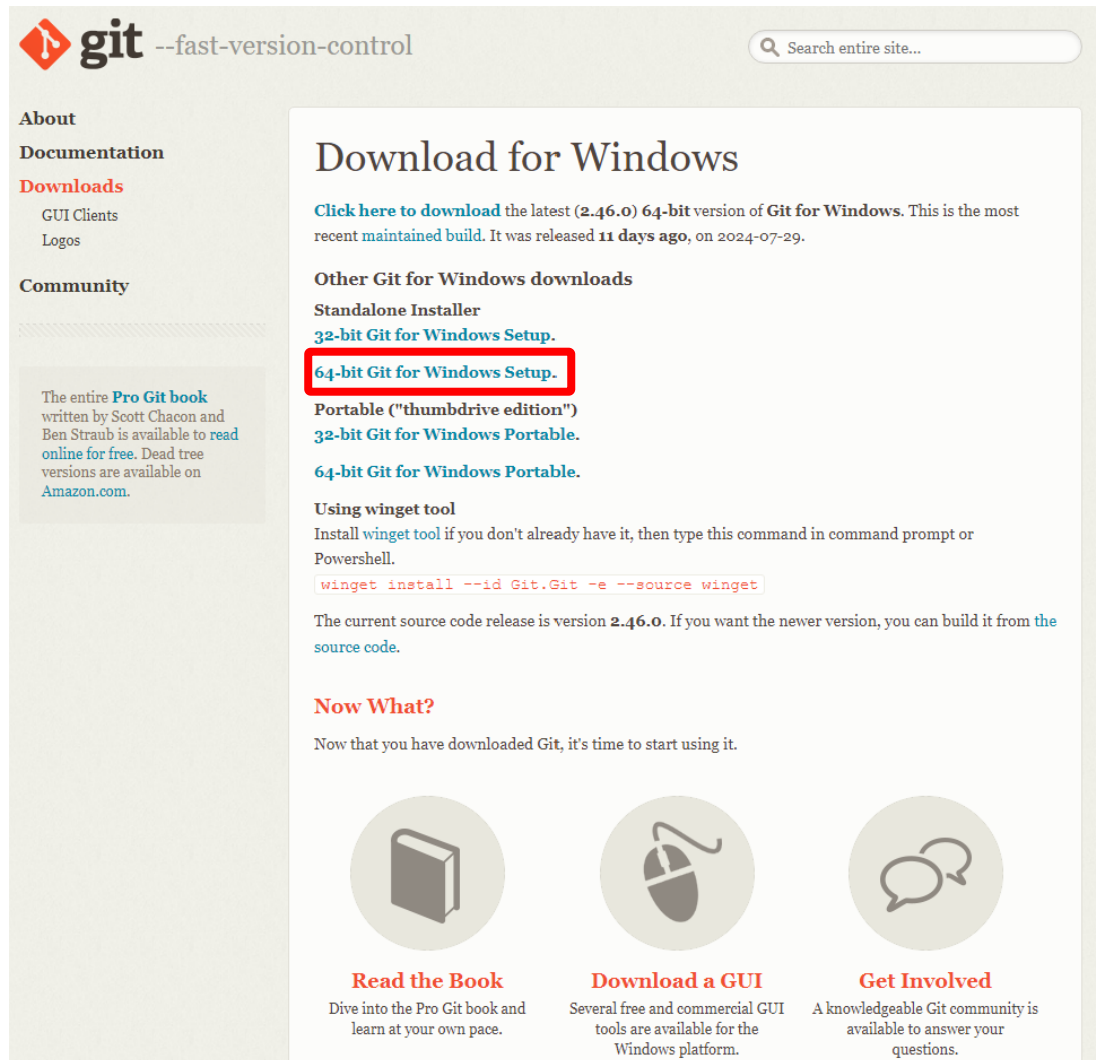 git --fast-version-control
Search entire site...
About
Documentation
Downloads
GUI Clients
Logos
Community
The entire Pro Git book
written by Scott Chacon and
Ben Straub is available to read
online for free. Dead tree
versions are available on
Amazon.com.
Download for Windows
Click here to download the latest (2.46.0) 64-bit version of Git for Windows. This is the most
recent maintained build. It was released 11 days ago, on 2024-07-29.
Other Git for Windows downloads
Standalone Installer
32-bit Git for Windows Setup.
64-bit Git for Windows Setup.
Portable ("thumbdrive edition")
32-bit Git for Windows Portable.
64-bit Git for Windows Portable.
Using winget tool
Install winget tool if you don't already have it, then type this command in command prompt or
Powershell.
winget install --id Git.Git -e --source winget
The current source code release is version 2.46.0. If you want the newer version, you can build it from the
source code.
Now What?
Now that you have downloaded Git, it's time to start using it.
Read the Book
Dive into the Pro Git book and
learn at your own pace.
Download a GUI
Several free and commercial GUI
tools are available for the
Windows platform.
Get Involved
A knowledgeable Git community is
available to answer your
questions.